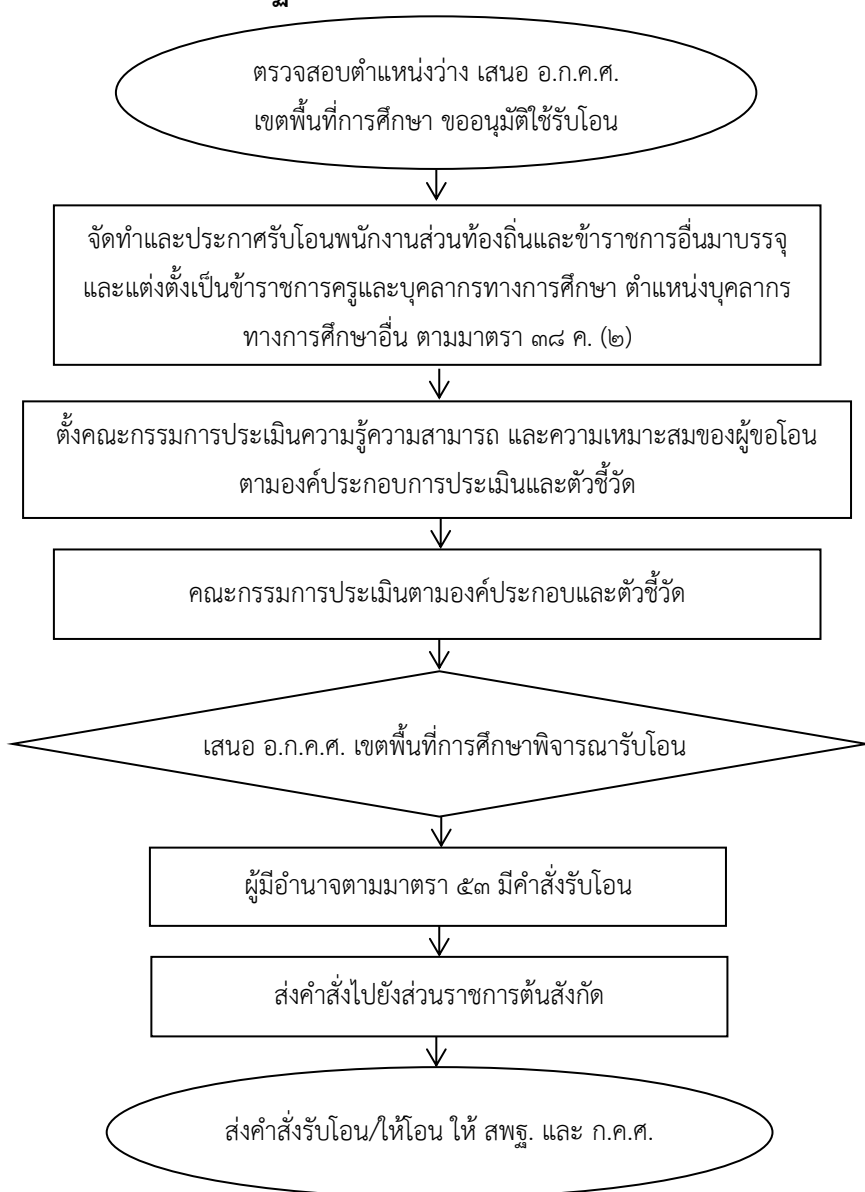 ตรวจสอบตำแหน่งว่าง เสนอ อ.ก.ค.ศ.
เขตพื้นที่การศึกษา ขออนุมัติใช้รับโอน
จัดทำและประกาศรับโอนพนักงานส่วนท้องถิ่นและข้าราชการอื่นมาบรรจุ
และแต่งตั้งเป็นข้าราชการครูและบุคลากรทางการศึกษา ตำแหน่งบุคลากร
ทางการศึกษาอื่น ตามมาตรา ๓๘ ค. (๒)
ตั้งคณะกรรมการประเมินความรู้ความสามารถ และความเหมาะสมของผู้ขอโอน
ตามองค์ประกอบการประเมินและตัวชี้วัด
คณะกรรมการประเมินตามองค์ประกอบและตัวชี้วัด
เสนอ อ.ก.ค.ศ. เขตพื้นที่การศึกษาพิจารณารับโอน
ผู้มีอำนาจตามมาตรา ๕๓ มีคำสั่งรับโอน
ส่งคำสั่งไปยังส่วนราชการต้นสังกัด
ส่งคำสั่งรับโอน/ให้โอน ให้ สพฐ. และ ก.ค.ศ.